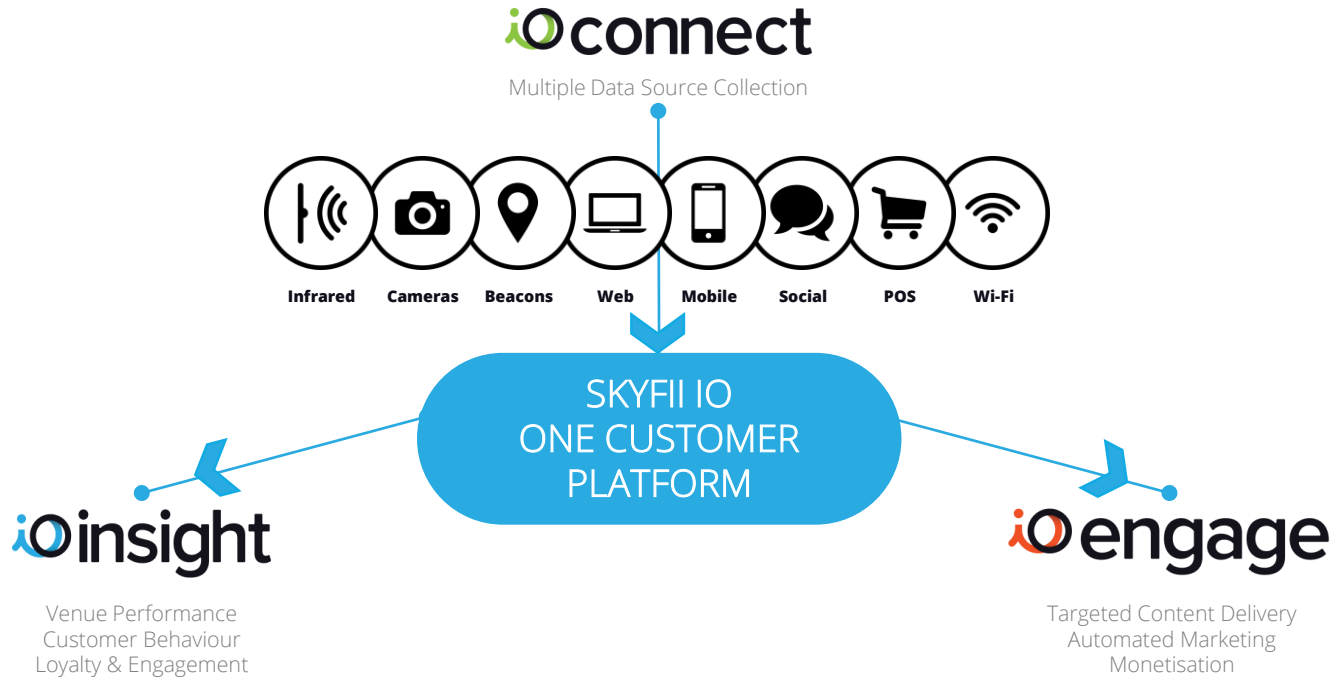 iO connect
Multiple Data Source Collection
Infrared Cameras Beacons Web Mobile Social POS Wi-Fi
SKYFII IO
ONE CUSTOMER
PLATFORM
iO insight
Venue Performance
Customer Behaviour
Loyalty & Engagement
iO engage
Targeted Content Delivery
Automated Marketing
Monetisation